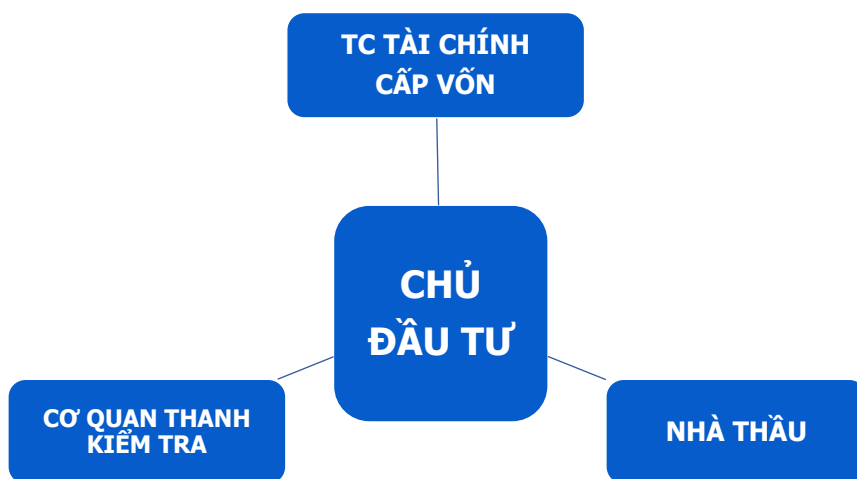 TC TÀI CHÍNH
CẤP VỐN
CHỦ
ĐẦU TƯ
CƠ QUAN THANH
KIỂM TRA
NHÀ THẦU